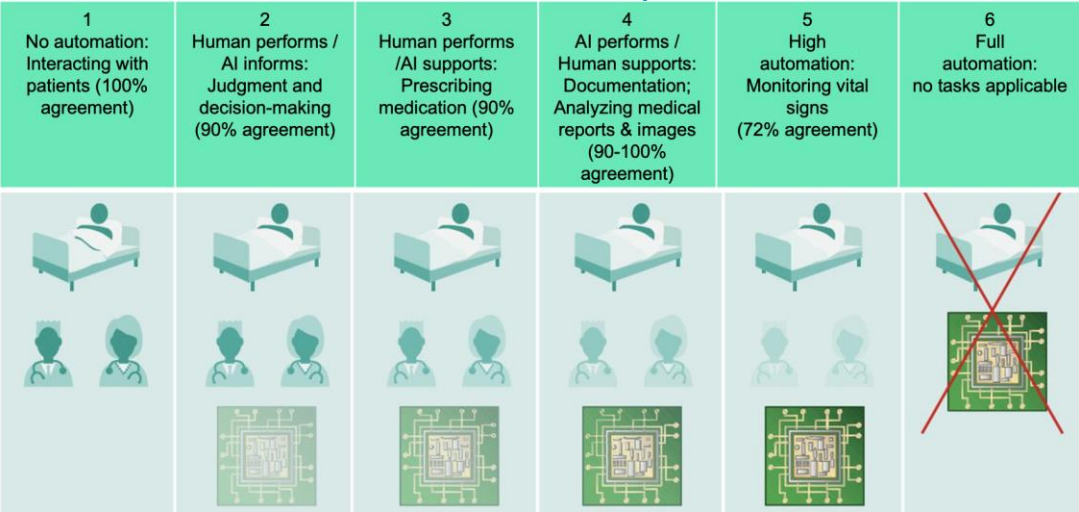 1
No automation:
Interacting with
patients (100%
agreement)
2
Human performs /
AI informs:
Judgment and
decision-making
(90% agreement)
3
Human performs
/AI supports:
Prescribing
medication (90%
agreement)
4
AI performs /
Human supports:
Documentation;
Analyzing medical
reports & images
(90-100%
agreement)
5
High
automation:
Monitoring vital
signs
(72% agreement)
6
Full
automation:
no tasks applicable